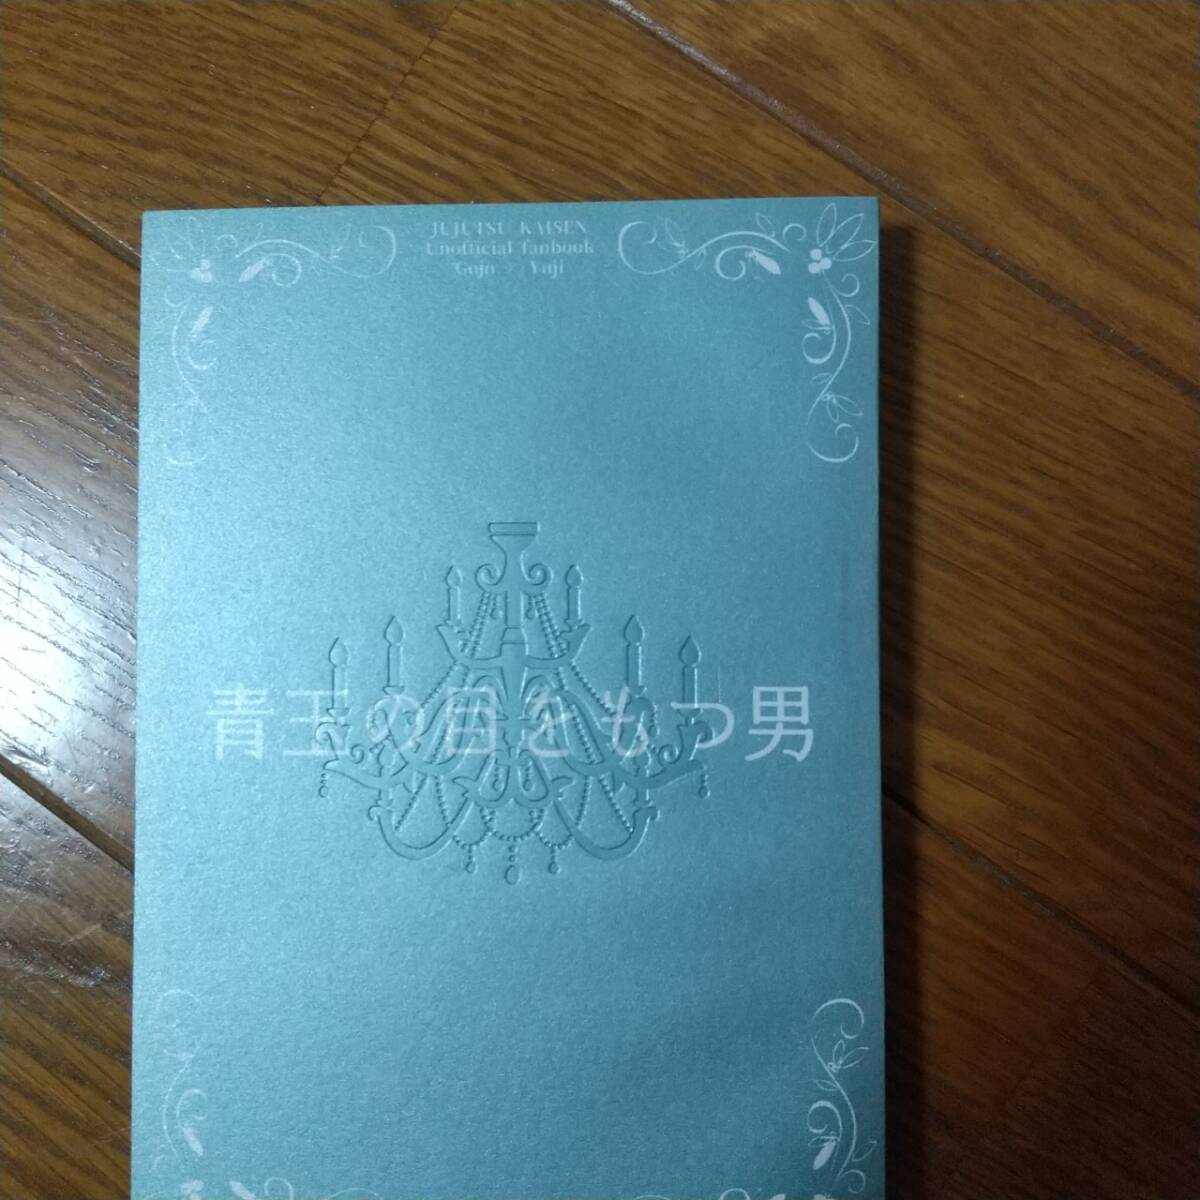 JUJUTSU KAISEN
Unofficial fanbook
Gojo × Yuji
青玉の目をもつ男